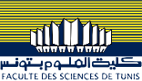 كلية العلوم بتونس
FACULTE DES SCIENCES DE TUNIS